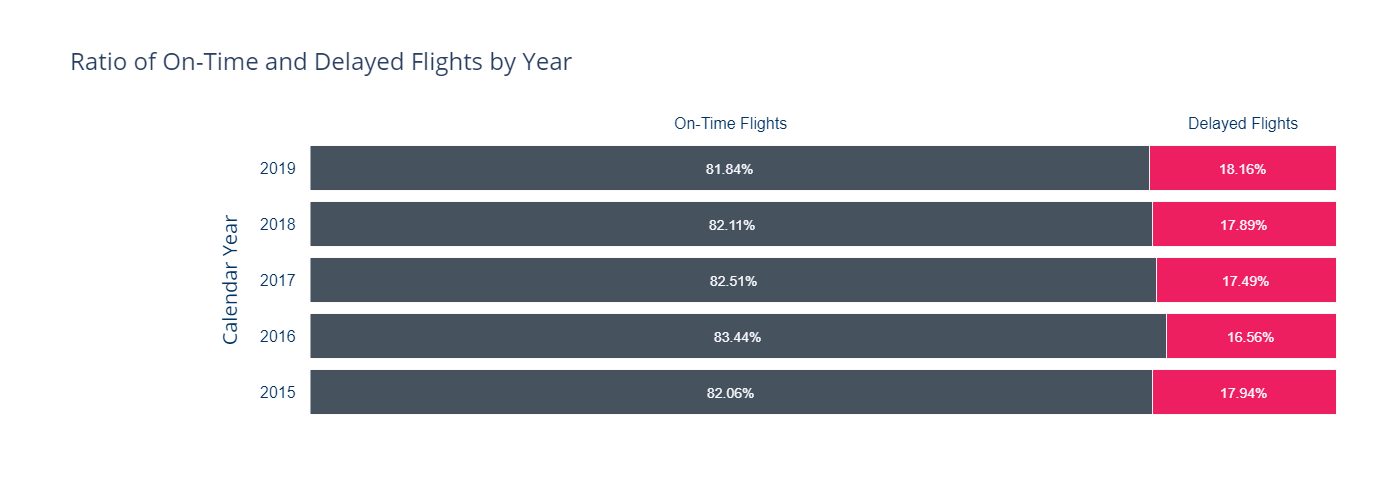 Ratio of On-Time and Delayed Flights by Year
On-Time Flights Delayed Flights
Calendar Year
2019 81.84% 18.16%
2018 82.11% 17.89%
2017 82.51% 17.49%
2016 83.44% 16.56%
2015 82.06% 17.94%